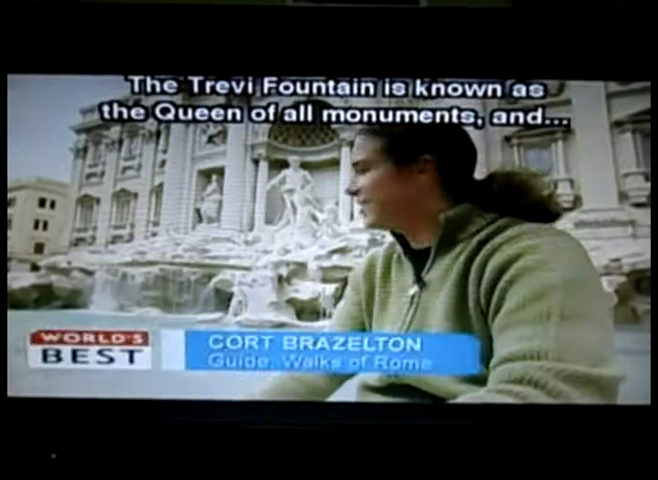 The Trevi Fountain is known as
the Queen of all monuments, and...
WORLD'S
BEST
CORT BRAZELTON
Guide, Walks of Rome